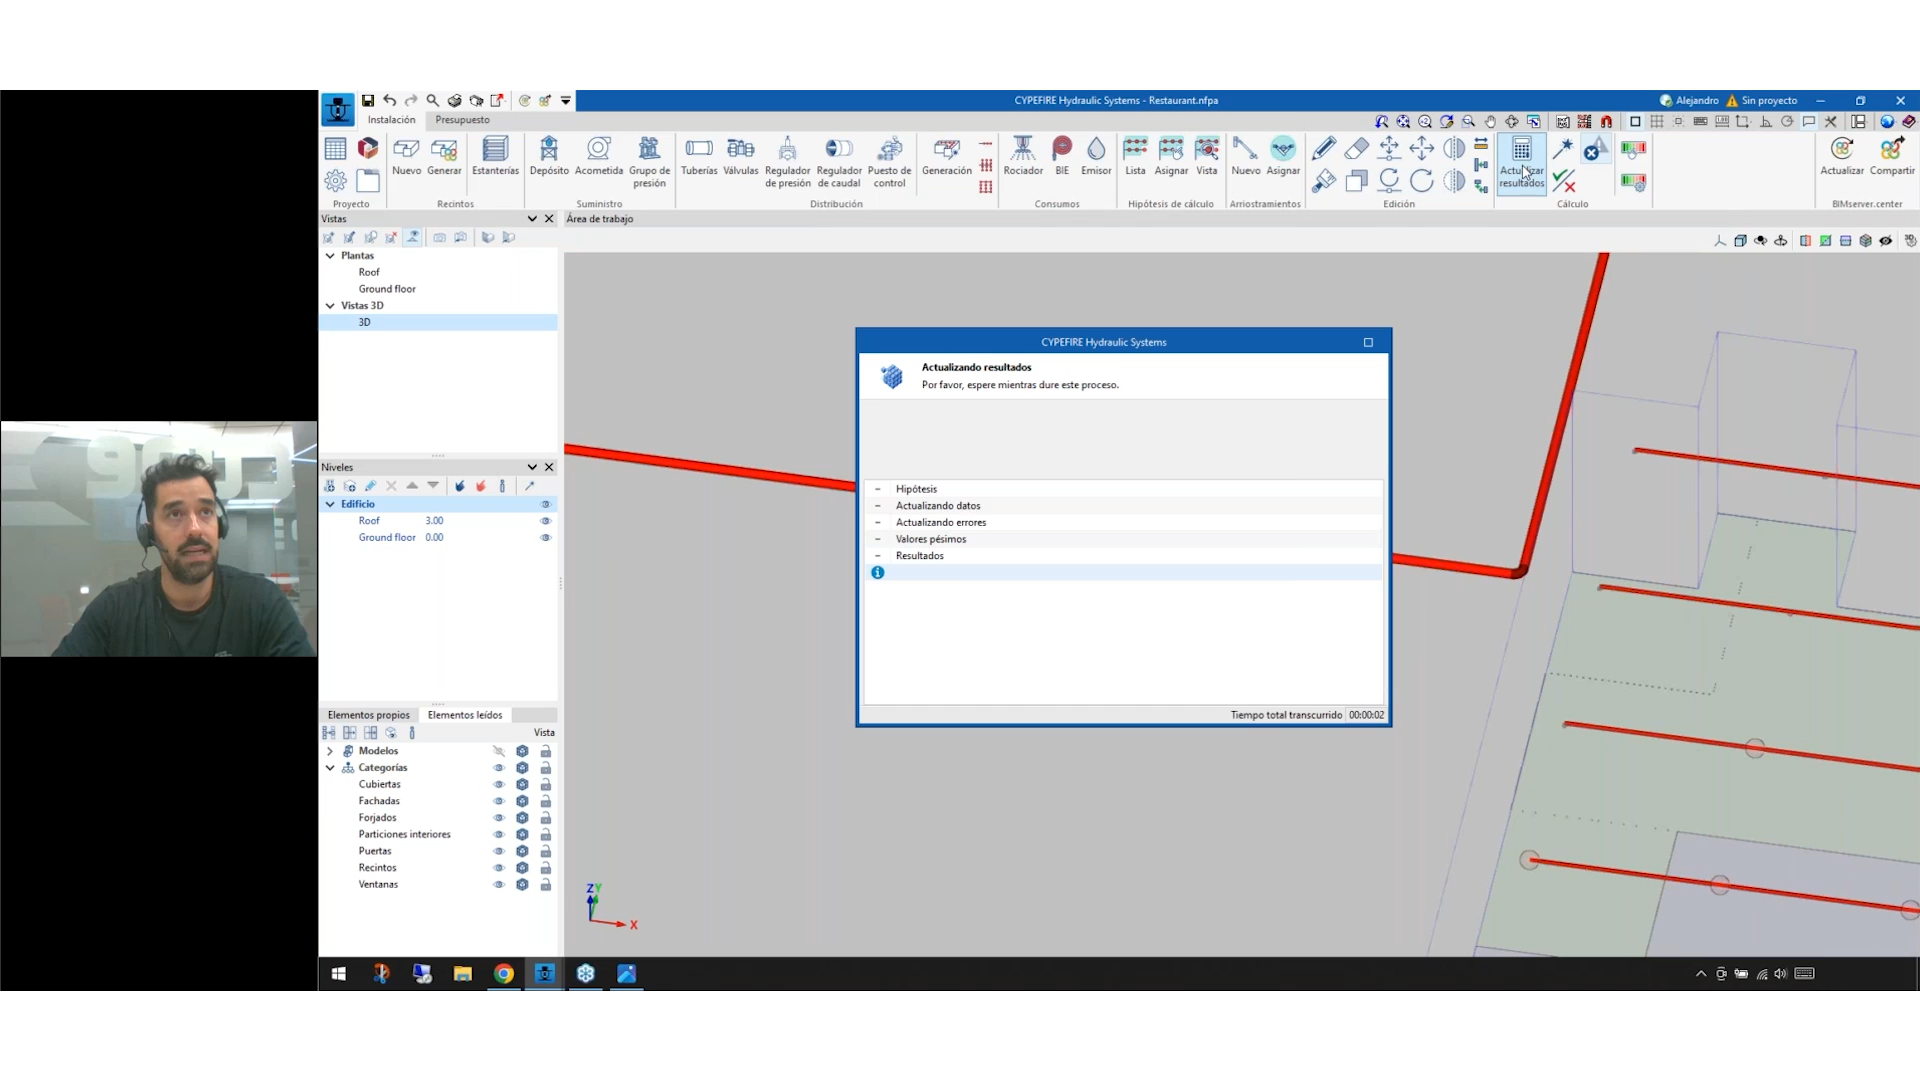 CYPEFIRE Hydraulic Systems - Restaurant.nfpa
Alejandro
Sin proyecto
Instalación
Presupuesto
Nuevo
Generar
Estanterías
Depósito
Acometida
Grupo de presión
Tuberías
Válvulas
Regulador de presión
Regulador de caudal
Puesto de control
Generación
Rociador
BIE
Emisor
Lista
Asignar
Vista
Nuevo
Asignar
Actualizar resultados
Actualizar
Compartir
Proyecto
Recintos
Suministro
Distribución
Consumos
Hipótesis de cálculo
Arriostramientos
Edición
Cálculo
BIMserver.center
Vistas
Área de trabajo
Plantas
Roof
Ground floor
Vistas 3D
3D
Niveles
Edificio
Roof 3.00
Ground floor 0.00
Elementos propios
Elementos leídos
Vista
Modelos
Categorías
Cubiertas
Fachadas
Forjados
Particiones interiores
Puertas
Recintos
Ventanas
CYPEFIRE Hydraulic Systems
Actualizando resultados
Por favor, espere mientras dure este proceso.
– Hipótesis
– Actualizando datos
– Actualizando errores
– Valores pésimos
– Resultados
Tiempo total transcurrido 00:00:02
Z Y
X